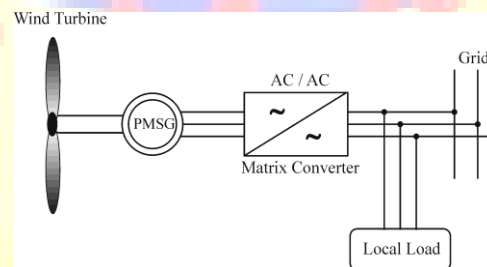 Wind Turbine
Grid
AC / AC
PMSG
~
~
Matrix Converter
Local Load